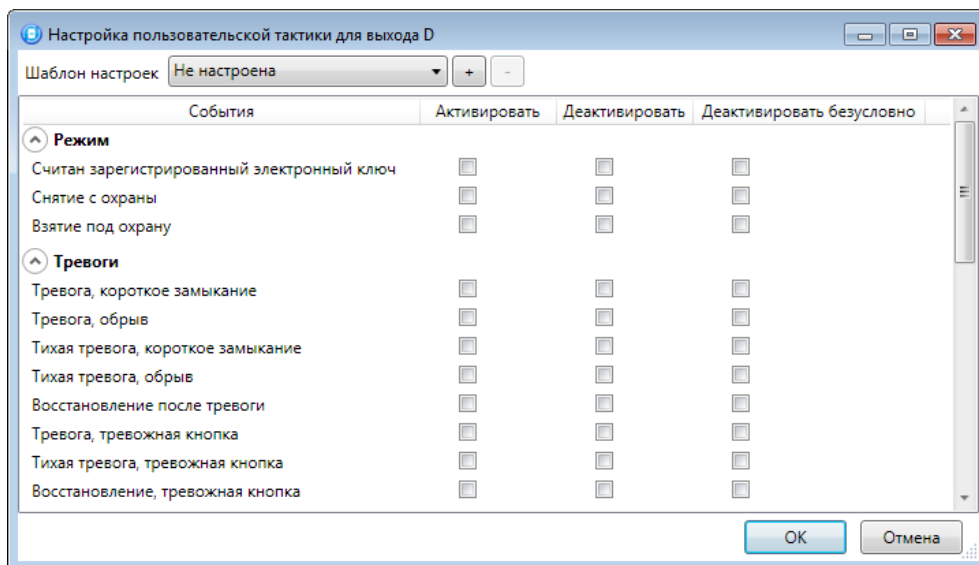 Настройка пользовательской тактики для выхода D
Шаблон настроек Не настроена + -
События Активировать Деактивировать Деактивировать безусловно
Режим
Считан зарегистрированный электронный ключ
Снятие с охраны
Взятие под охрану
Тревоги
Тревога, короткое замыкание
Тревога, обрыв
Тихая тревога, короткое замыкание
Тихая тревога, обрыв
Восстановление после тревоги
Тревога, тревожная кнопка
Тихая тревога, тревожная кнопка
Восстановление, тревожная кнопка
OK Отмена